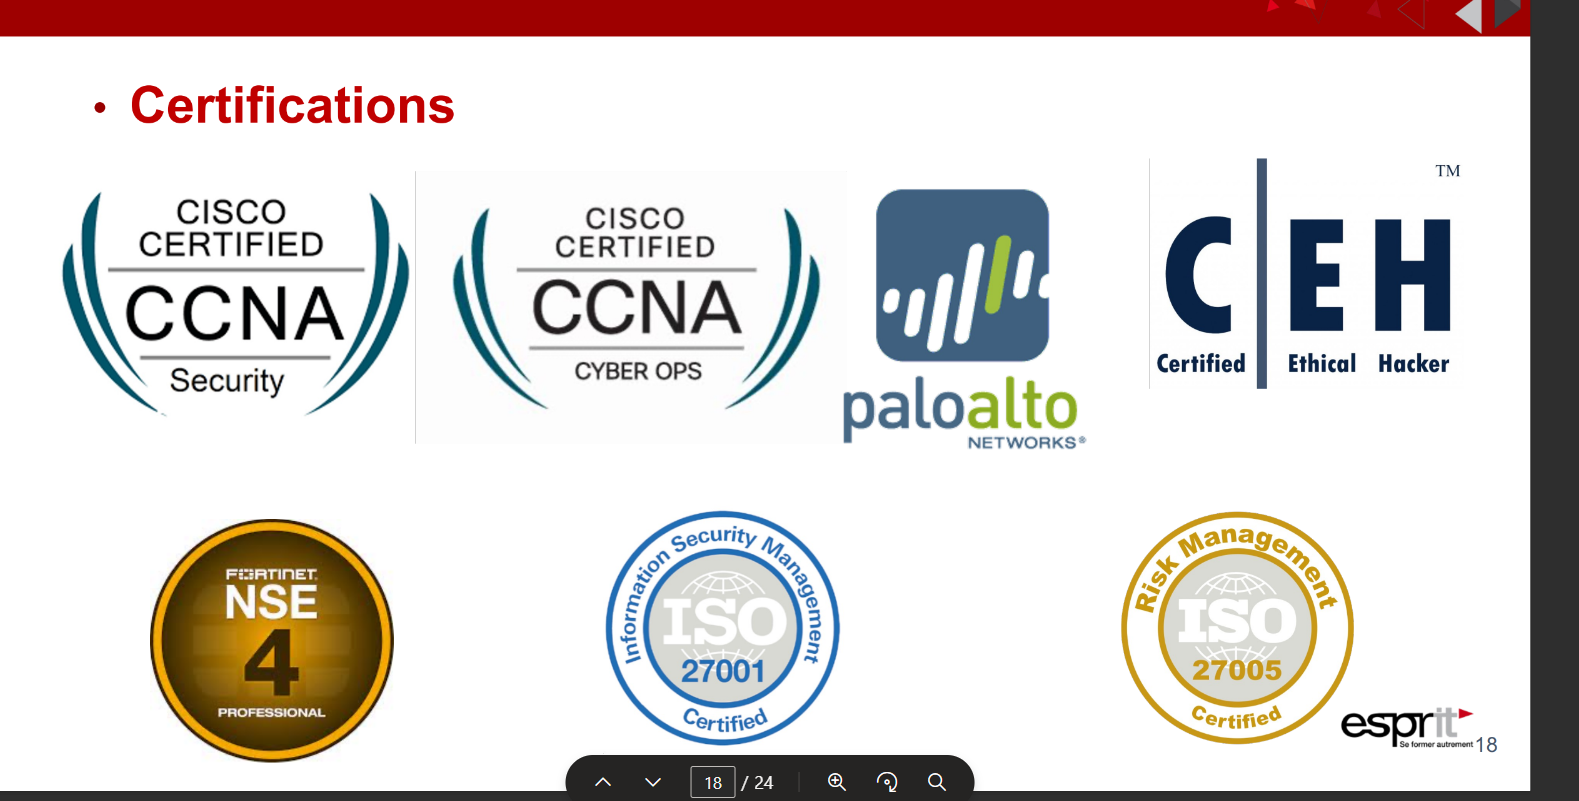 • Certifications
CISCO
CERTIFIED
CCNA
Security
CISCO
CERTIFIED
CCNA
CYBER OPS
paloalto
NETWORKS®
TM
C EH
Certified Ethical Hacker
FORTINET
NSE
4
PROFESSIONAL
Information Security Management
ISO
27001
Certified
Risk Management
ISO
27005
Certified
esprit
Se former autrement
18
18 / 24